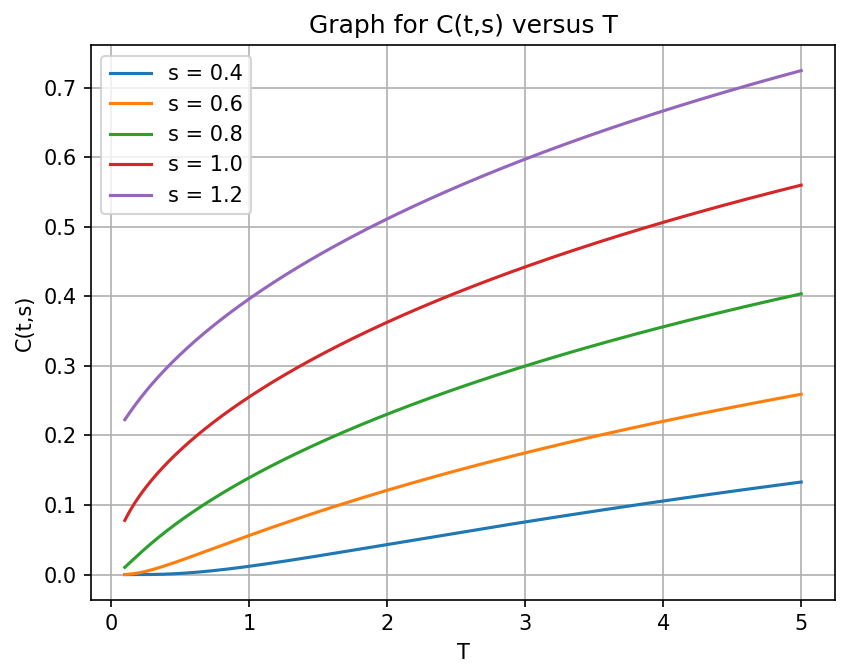 Graph for C(t,s) versus T
s = 0.4
s = 0.6
s = 0.8
s = 1.0
s = 1.2
C(t,s)
0.7
0.6
0.5
0.4
0.3
0.2
0.1
0.0
0 1 2 3 4 5
T